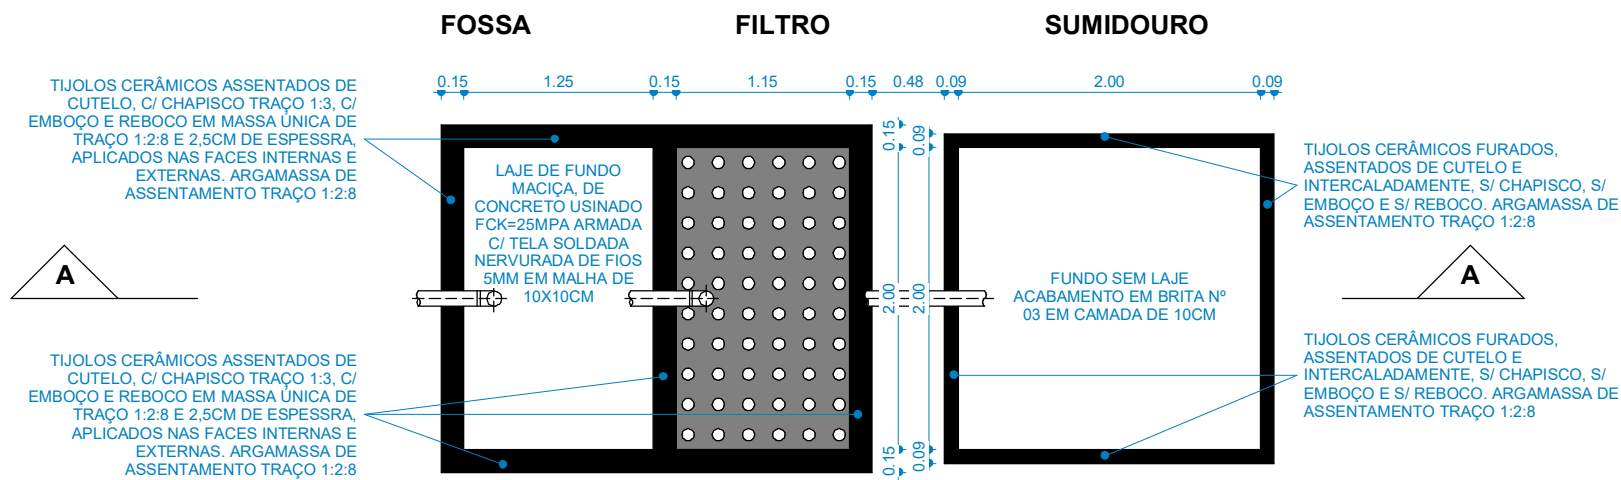 FOSSA
FILTRO
SUMIDOURO
0.15
1.25
0.15
1.15
0.15
0.48
0.09
2.00
0.09
TIJOLOS CERÂMICOS ASSENTADOS DE
CUTELO, C/ CHAPISCO TRAÇO 1:3, C/
EMBOÇO E REBOCO EM MASSA ÚNICA DE
TRAÇO 1:2:8 E 2,5CM DE ESPESSRA,
APLICADOS NAS FACES INTERNAS E
EXTERNAS. ARGAMASSA DE
ASSENTAMENTO TRAÇO 1:2:8
LAJE DE FUNDO
MACIÇA, DE
CONCRETO USINADO
FCK=25MPA ARMADA
C/ TELA SOLDADA
NERVURADA DE FIOS
5MM EM MALHA DE
10X10CM
0.15
0.09
2.00
2.00
0.15
0.09
TIJOLOS CERÂMICOS FURADOS,
ASSENTADOS DE CUTELO E
INTERCALADAMENTE, S/ CHAPISCO, S/
EMBOÇO E S/ REBOCO. ARGAMASSA DE
ASSENTAMENTO TRAÇO 1:2:8
A
FUNDO SEM LAJE
ACABAMENTO EM BRITA Nº
03 EM CAMADA DE 10CM
A
TIJOLOS CERÂMICOS ASSENTADOS DE
CUTELO, C/ CHAPISCO TRAÇO 1:3, C/
EMBOÇO E REBOCO EM MASSA ÚNICA DE
TRAÇO 1:2:8 E 2,5CM DE ESPESSRA,
APLICADOS NAS FACES INTERNAS E
EXTERNAS. ARGAMASSA DE
ASSENTAMENTO TRAÇO 1:2:8
TIJOLOS CERÂMICOS FURADOS,
ASSENTADOS DE CUTELO E
INTERCALADAMENTE, S/ CHAPISCO, S/
EMBOÇO E S/ REBOCO. ARGAMASSA DE
ASSENTAMENTO TRAÇO 1:2:8